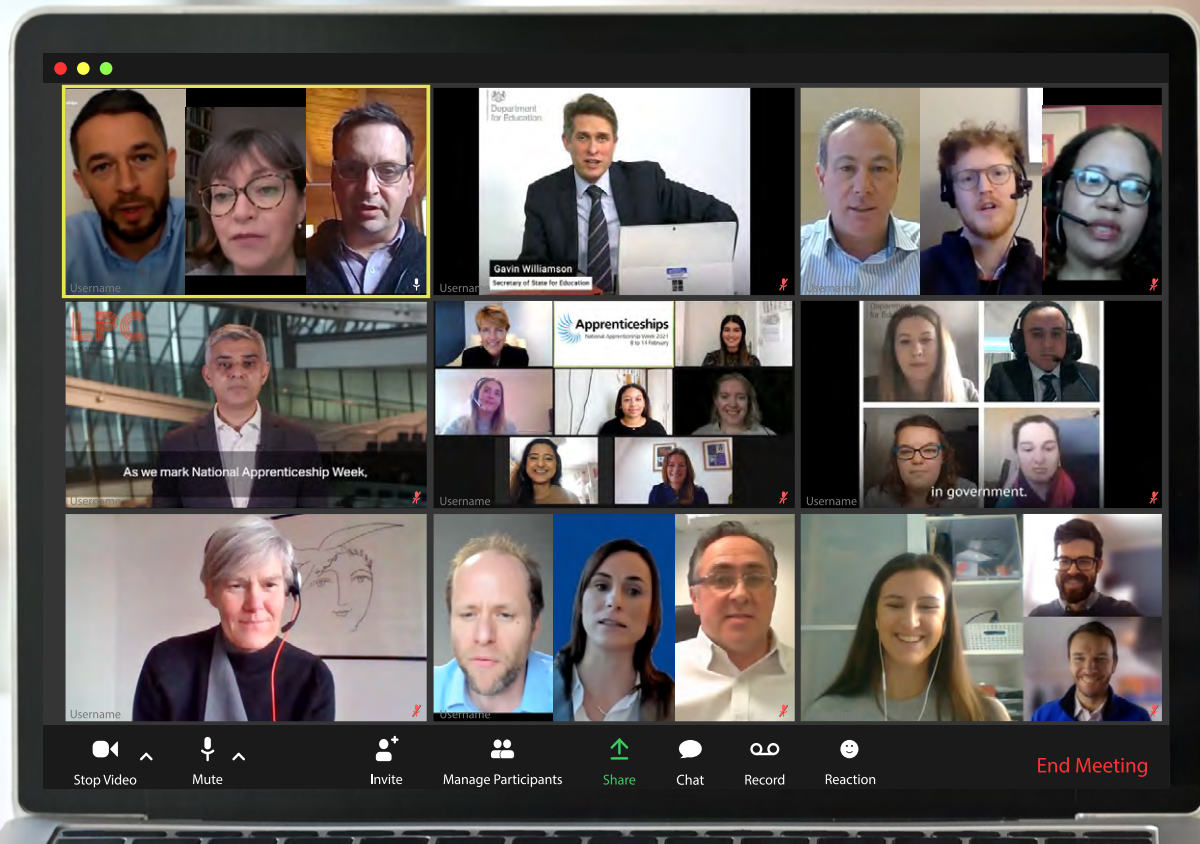 Department
for Education
Gavin Williamson
Secretary of State for Education
Username
Username
Username
LPC
Apprenticeships
National Apprenticeship Week 2021
8 to 14 February
Department
for Education
As we mark National Apprenticeship Week,
in government.
Username
Username
Username
Username
Username
Stop Video
Mute
Invite
Manage Participants
Share
Chat
Record
Reaction
End Meeting